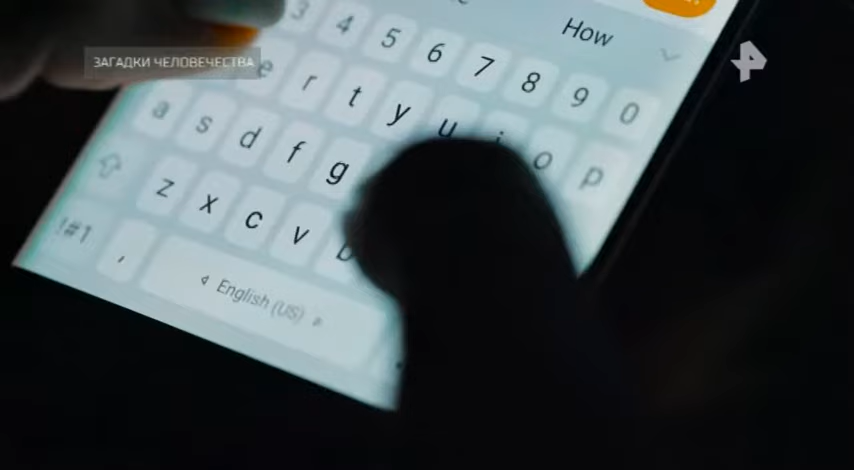 How
ЗАГАДКИ ЧЕЛОВЕЧЕСТВА
3 4 5 6 7 8 9 0
e r t y u i o p
a s d f g
z x c v b
!#1 , English (US)